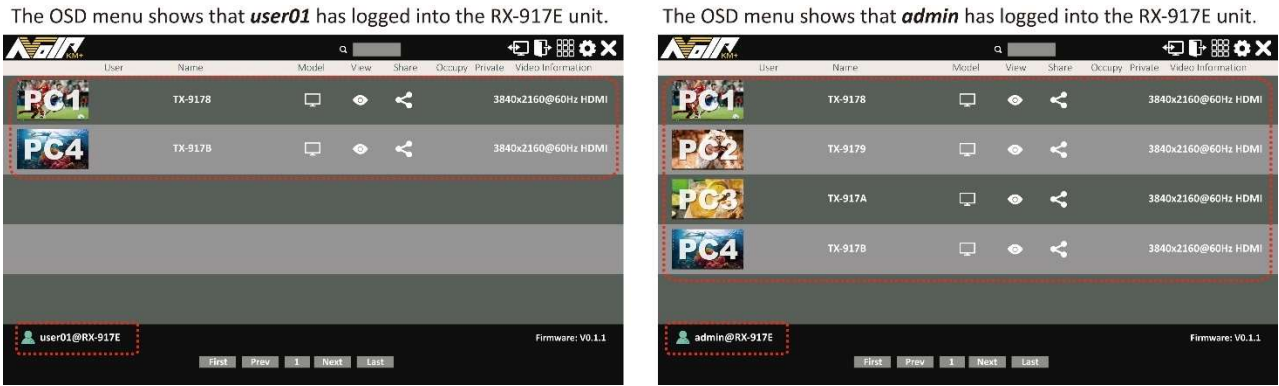 The OSD menu shows that user01 has logged into the RX-917E unit.
KM+
User Name Model View Share Occupy Private Video Information
PC1 TX-9178 3840x2160@60Hz HDMI
PC4 TX-917B 3840x2160@60Hz HDMI
user01@RX-917E Firmware: V0.1.1
First Prev 1 Next Last
The OSD menu shows that admin has logged into the RX-917E unit.
KM+
User Name Model View Share Occupy Private Video Information
PC1 TX-9178 3840x2160@60Hz HDMI
PC2 TX-9179 3840x2160@60Hz HDMI
PC3 TX-917A 3840x2160@60Hz HDMI
PC4 TX-917B 3840x2160@60Hz HDMI
admin@RX-917E Firmware: V0.1.1
First Prev 1 Next Last